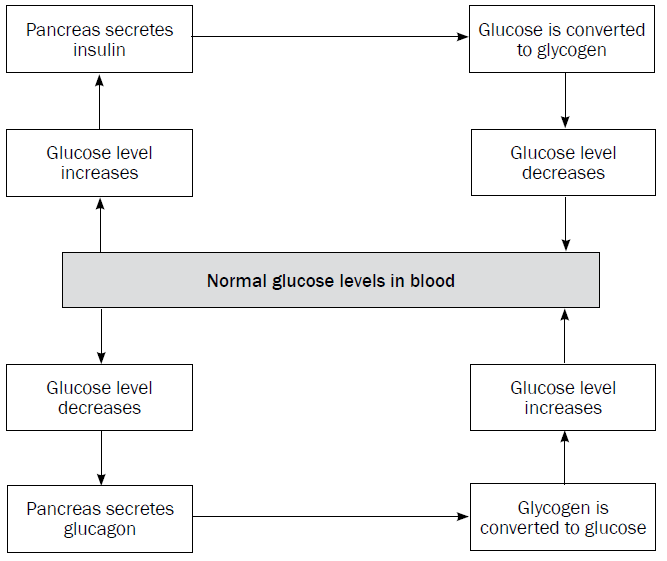 Pancreas secretes
insulin
Glucose is converted
to glycogen
Glucose level
increases
Glucose level
decreases
Normal glucose levels in blood
Glucose level
decreases
Glucose level
increases
Pancreas secretes
glucagon
Glycogen is
converted to glucose